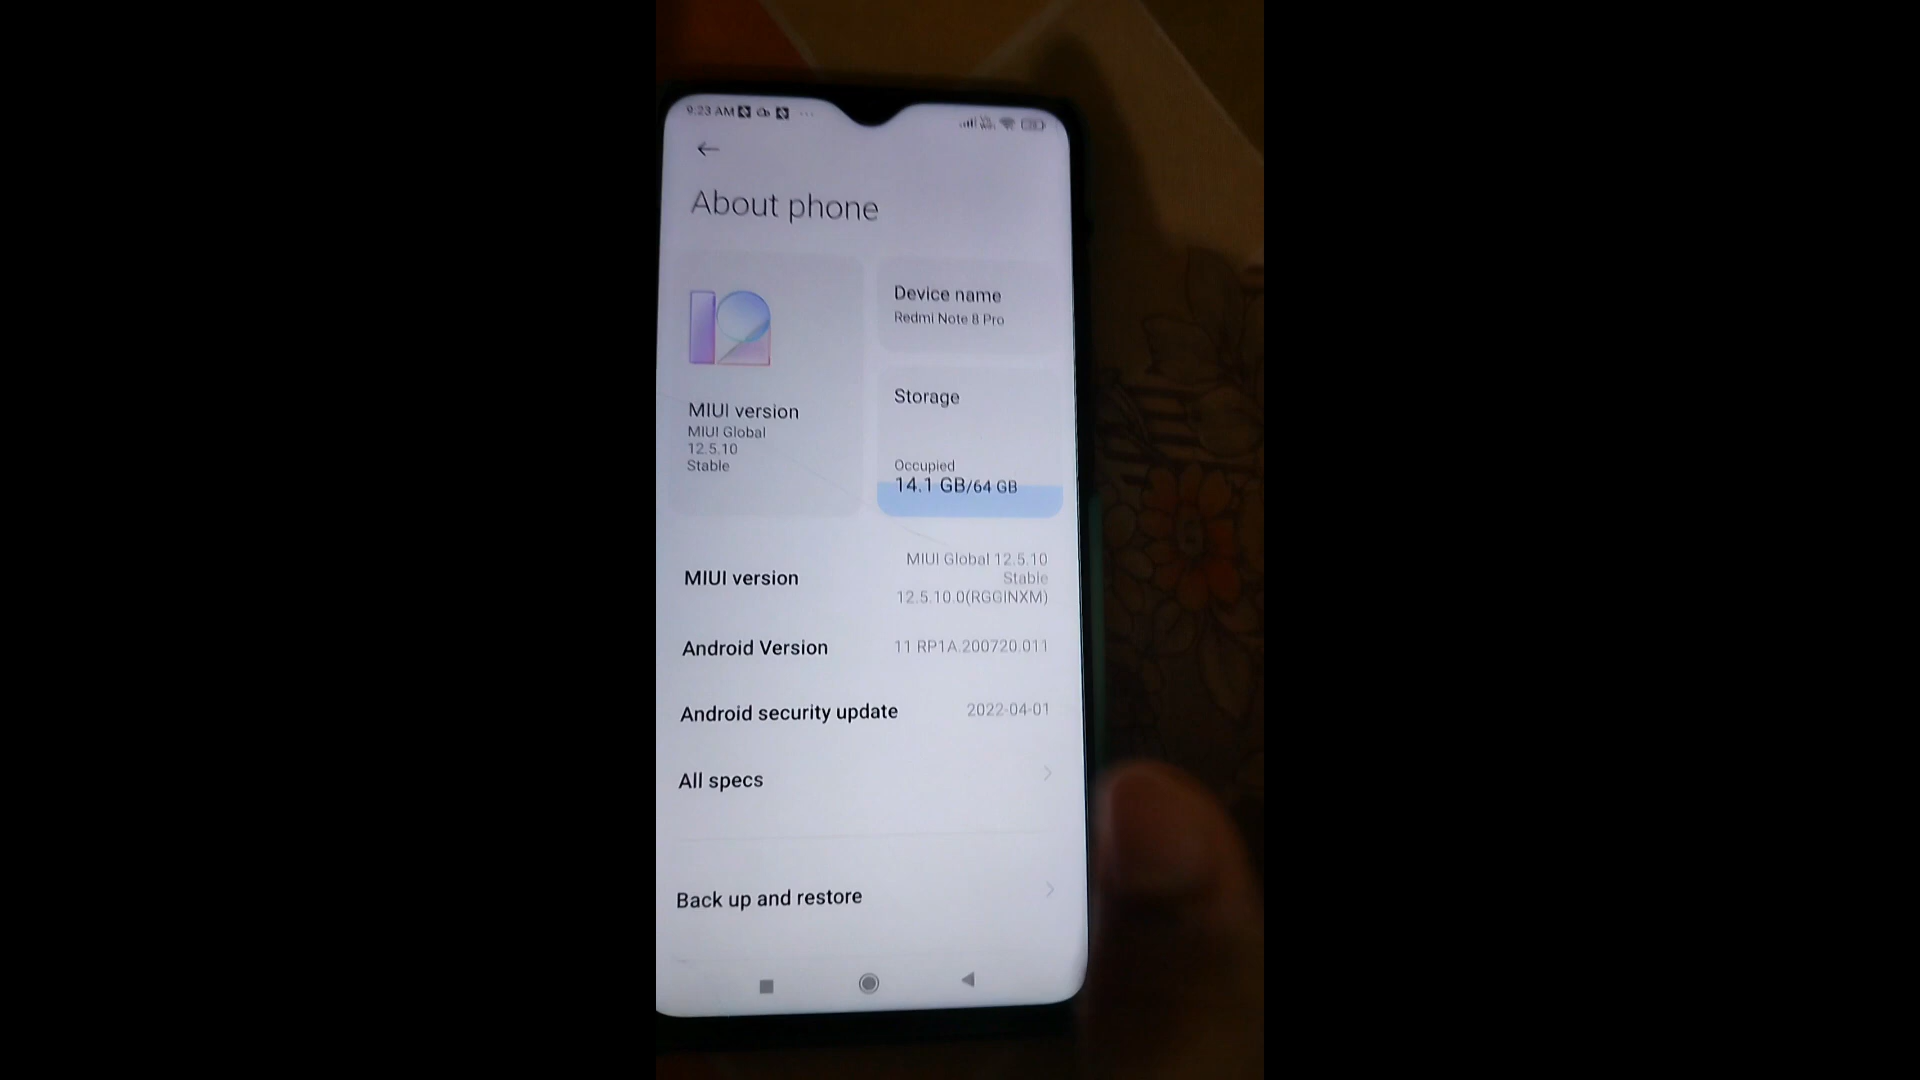 9:23 AM
About phone
Device name
Redmi Note 8 Pro
MIUI version
MIUI Global
12.5.10
Stable
Storage
Occupied
14.1 GB/64 GB
MIUI version
MIUI Global 12.5.10
Stable
12.5.10.0(RGGINXM)
Android Version
11 RP1A.200720.011
Android security update
2022-04-01
All specs
Back up and restore